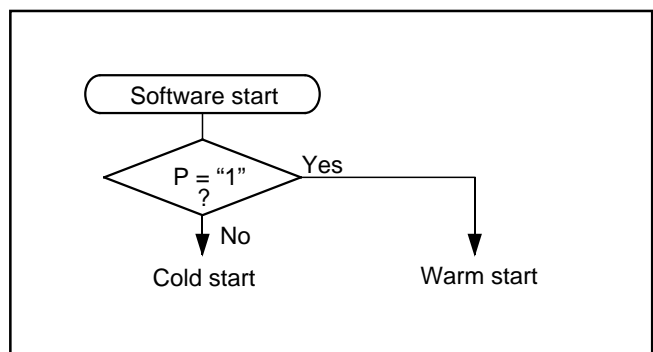 Software start
P = “1”
?
Yes
No
Cold start
Warm start